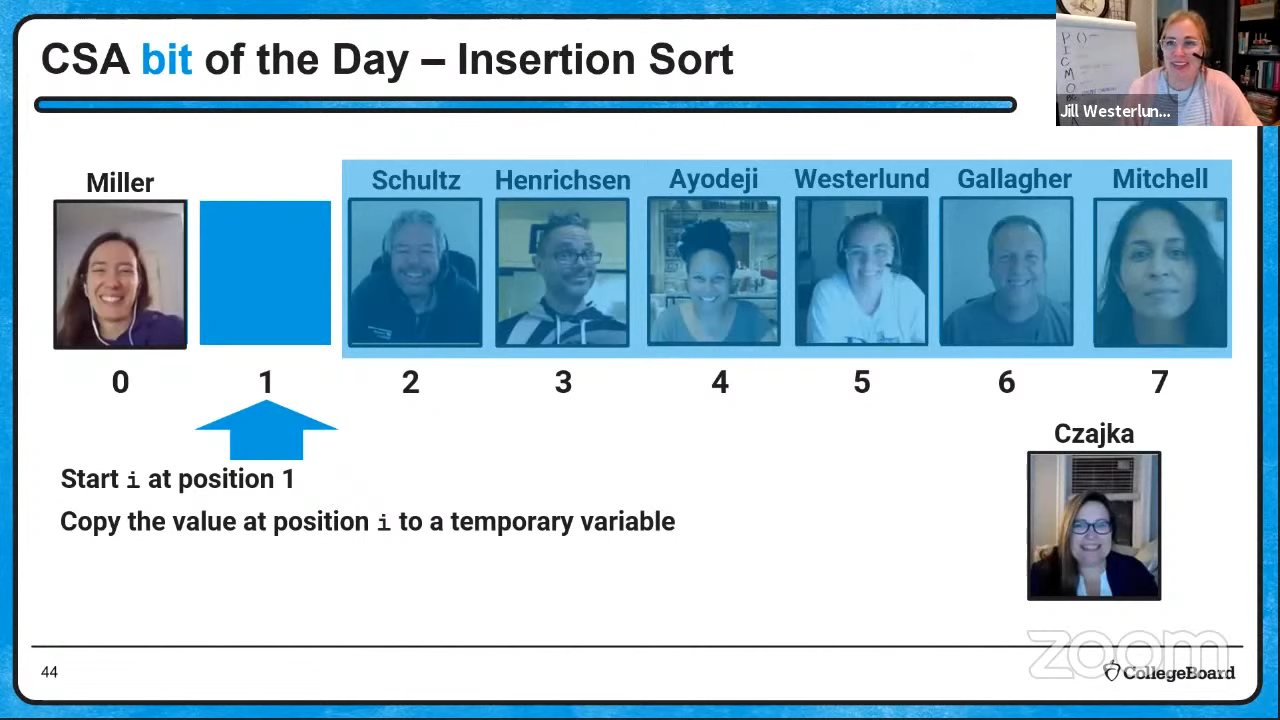 CSA bit of the Day – Insertion Sort
Jill Westerlun...
Miller
Schultz
Henrichsen
Ayodeji
Westerlund
Gallagher
Mitchell
0 1 2 3 4 5 6 7
Czajka
Start i at position 1
Copy the value at position i to a temporary variable
zoom
44
CollegeBoard